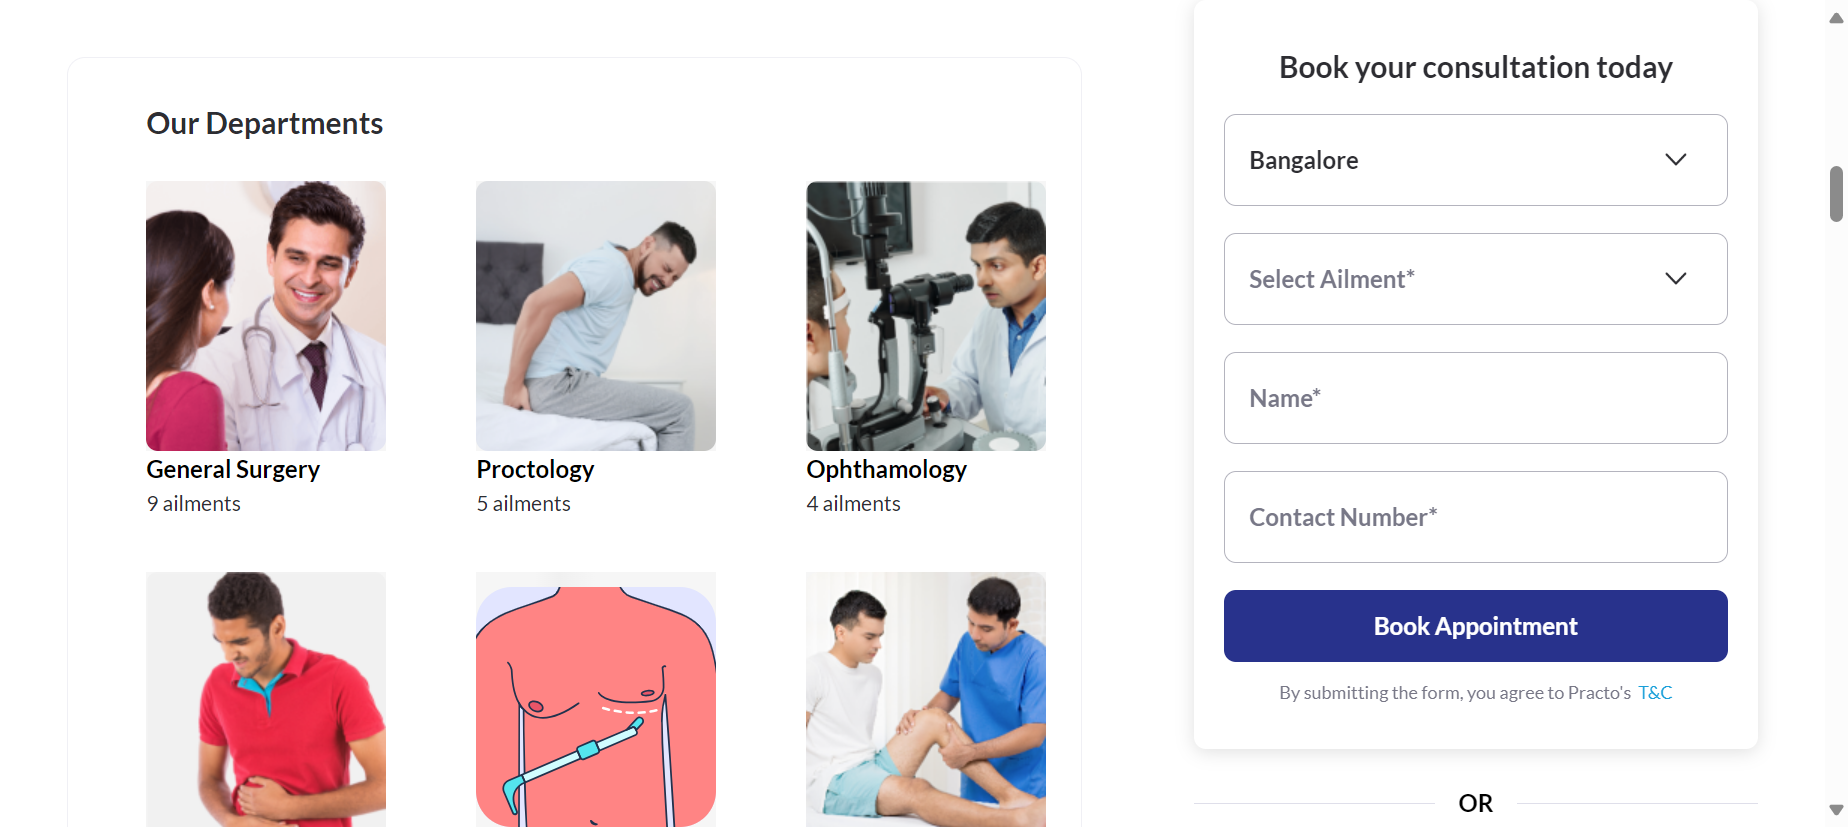 Our Departments
General Surgery
9 ailments
Proctology
5 ailments
Ophthamology
4 ailments
Book your consultation today
Bangalore
Select Ailment*
Name*
Contact Number*
Book Appointment
By submitting the form, you agree to Practo's T&C
OR